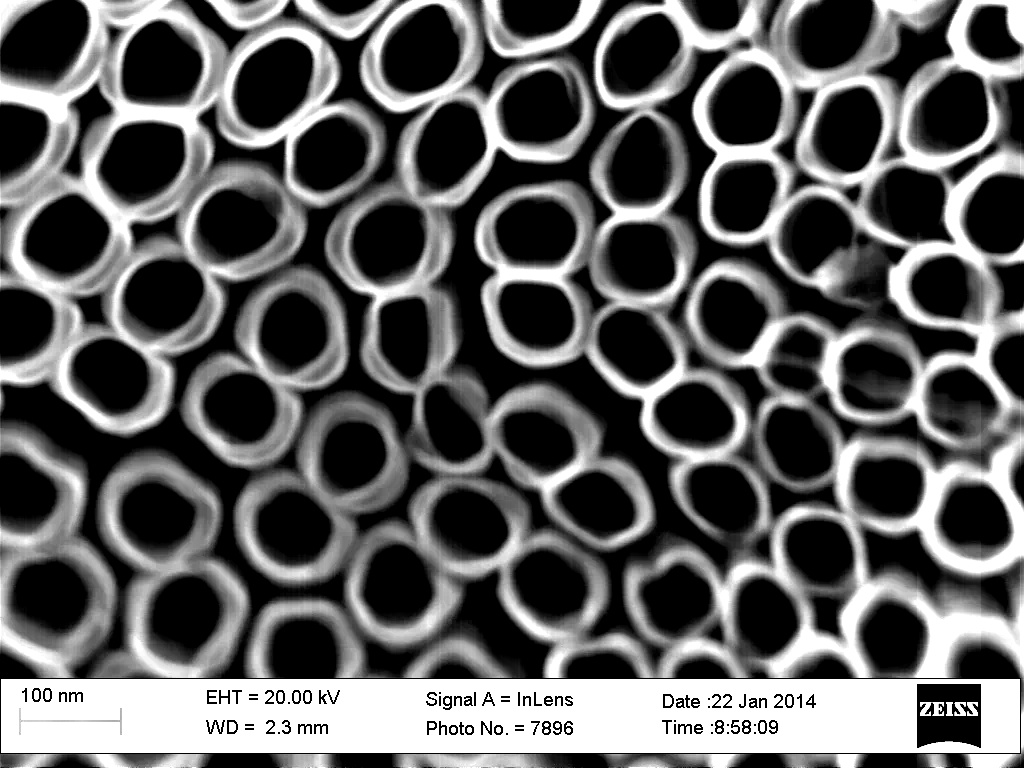 100 nm
EHT = 20.00 kV
Signal A = InLens
Date :22 Jan 2014
WD = 2.3 mm
Photo No. = 7896
Time :8:58:09
ZEISS